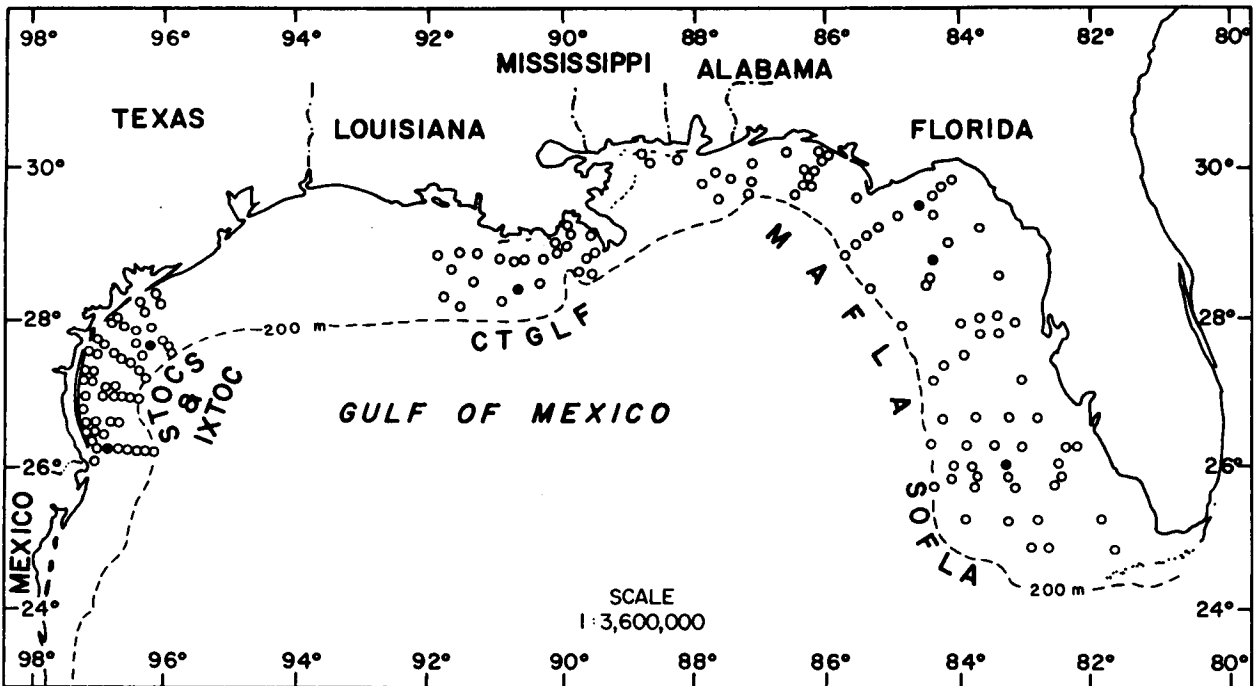 98° 96° 94° 92° 90° 88° 86° 84° 82° 80°
MISSISSIPPI ALABAMA
TEXAS LOUISIANA FLORIDA
30° 30°
28° 28°
200 m
CTGLF
MAFLA
STOCS
&
IXTOC
GULF OF MEXICO
26° 26°
SOFLA
MEXICO
200 m
24° 24°
SCALE
1:3,600,000
98° 96° 94° 92° 90° 88° 86° 84° 82° 80°